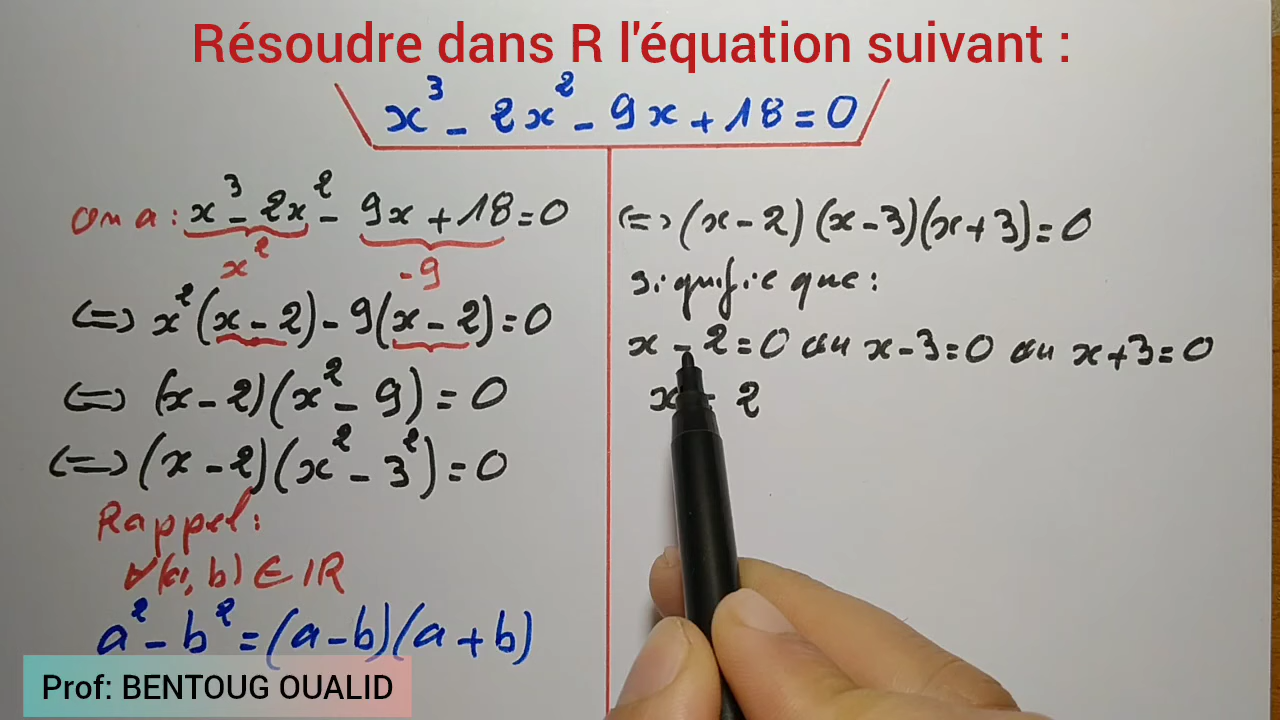 Résoudre dans R l'équation suivant :
x³ - 2x² - 9x + 18 = 0
On a : x³ - 2x² - 9x + 18 = 0
x² -9
⟺ x²(x - 2) - 9(x - 2) = 0
⟺ (x - 2)(x² - 9) = 0
⟺ (x - 2)(x² - 3²) = 0
Rappel :
∀(a, b) ∈ IR
a² - b² = (a - b)(a + b)
Prof: BENTOUG OUALID
⟺ (x - 2)(x - 3)(x + 3) = 0
signifie que :
x - 2 = 0 ou x - 3 = 0 ou x + 3 = 0
x = 2